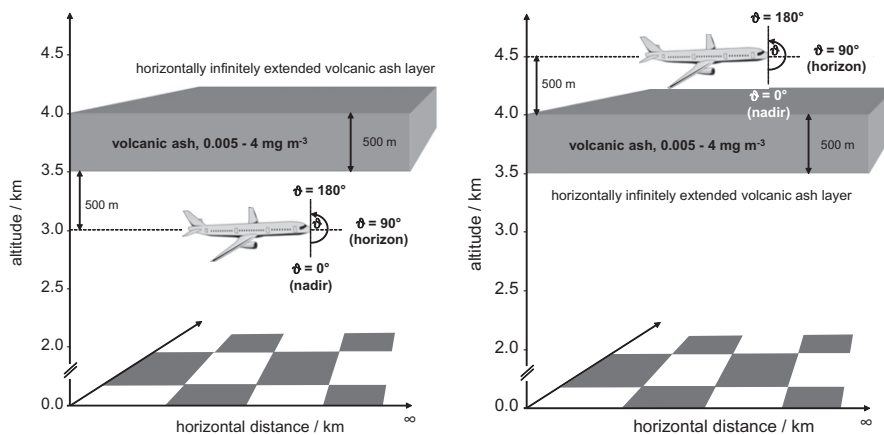 4.5
4.0
3.5
3.0
2.5
2.0
0.0
altitude / km
horizontally infinitely extended volcanic ash layer
volcanic ash, 0.005 - 4 mg m⁻³
500 m
500 m
ϑ = 180°
ϑ
ϑ = 90°
(horizon)
ϑ = 0°
(nadir)
horizontal distance / km
∞
4.5
4.0
3.5
3.0
2.5
2.0
0.0
altitude / km
ϑ = 180°
ϑ
ϑ = 90°
(horizon)
500 m
ϑ = 0°
(nadir)
volcanic ash, 0.005 - 4 mg m⁻³
500 m
horizontally infinitely extended volcanic ash layer
horizontal distance / km
∞